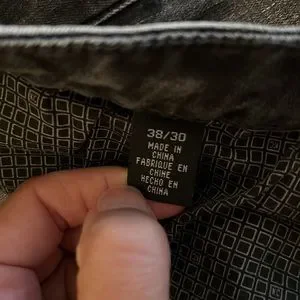 38/30
MADE IN
CHINA
FABRIQUE EN
CHINE
HECHO EN
CHINA